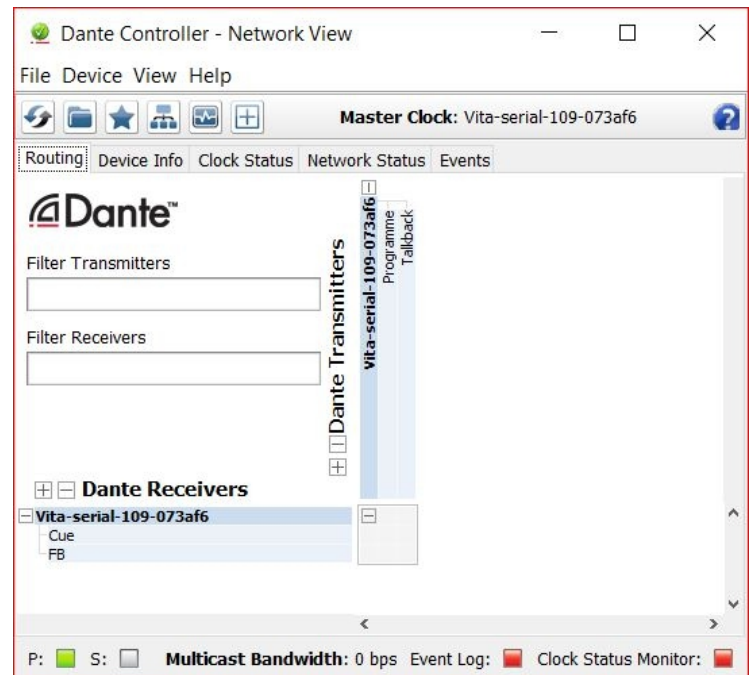 Dante Controller - Network View
File Device View Help
Master Clock: Vita-serial-109-073af6
Routing Device Info Clock Status Network Status Events
Dante™
Filter Transmitters
Filter Receivers
Dante Transmitters
Vita-serial-109-073af6
Programme
Talkback
Dante Receivers
Vita-serial-109-073af6
Cue
FB
P: S: Multicast Bandwidth: 0 bps Event Log: Clock Status Monitor: